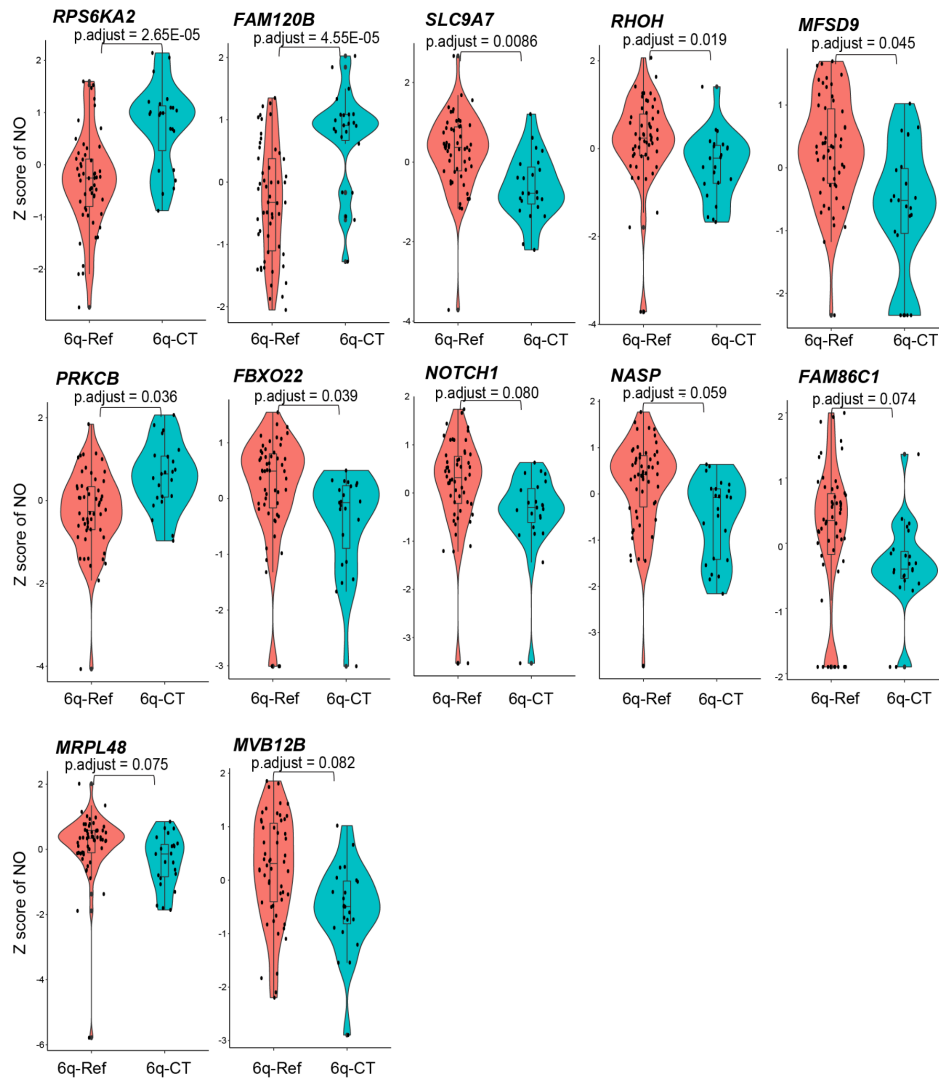 RPS6KA2
p.adjust = 2.65E-05
FAM120B
p.adjust = 4.55E-05
SLC9A7
p.adjust = 0.0086
RHOH
p.adjust = 0.019
MFSD9
p.adjust = 0.045
Z score of NO
2
1
0
-1
-2
6q-Ref 6q-CT
2
1
0
-1
-2
6q-Ref 6q-CT
2
0
-2
-4
6q-Ref 6q-CT
2
0
-2
-4
6q-Ref 6q-CT
1
0
-1
-2
6q-Ref 6q-CT
PRKCB
p.adjust = 0.036
FBXO22
p.adjust = 0.039
NOTCH1
p.adjust = 0.080
NASP
p.adjust = 0.059
FAM86C1
p.adjust = 0.074
Z score of NO
2
0
-2
-4
6q-Ref 6q-CT
1
0
-1
-2
-3
6q-Ref 6q-CT
1
0
-1
-2
-3
6q-Ref 6q-CT
1
0
-1
-2
-3
6q-Ref 6q-CT
2
1
0
-1
-2
6q-Ref 6q-CT
MRPL48
p.adjust = 0.075
MVB12B
p.adjust = 0.082
Z score of NO
2
0
-2
-4
-6
6q-Ref 6q-CT
2
1
0
-1
-2
-3
6q-Ref 6q-CT